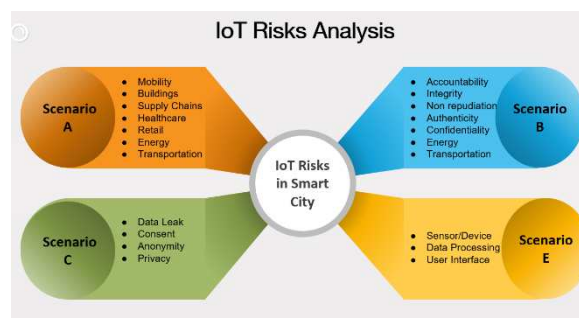 IoT Risks Analysis
Scenario
A
• Mobility
• Buildings
• Supply Chains
• Healthcare
• Retail
• Energy
• Transportation
• Accountability
• Integrity
• Non repudiation
• Authenticity
• Confidentiality
• Energy
• Transportation
Scenario
B
IoT Risks
in Smart
City
Scenario
C
• Data Leak
• Consent
• Anonymity
• Privacy
• Sensor/Device
• Data Processing
• User Interface
Scenario
E